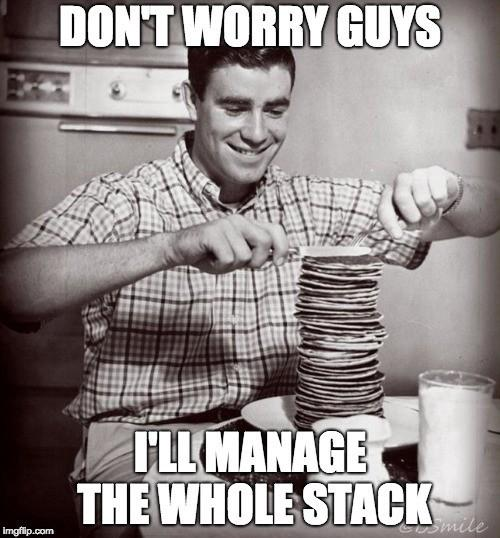 DON'T WORRY GUYS
I'LL MANAGE
THE WHOLE STACK
imgflip.com